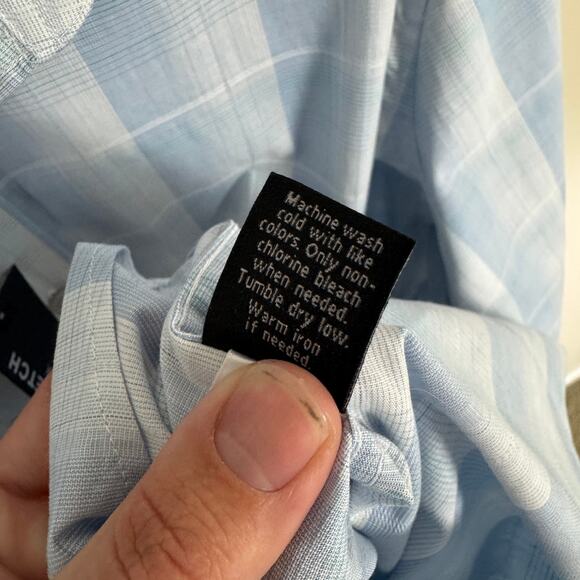 Machine wash
cold with like
colors. Only non-
chlorine bleach
when needed.
Tumble dry low.
Warm iron
if needed.
ETCH